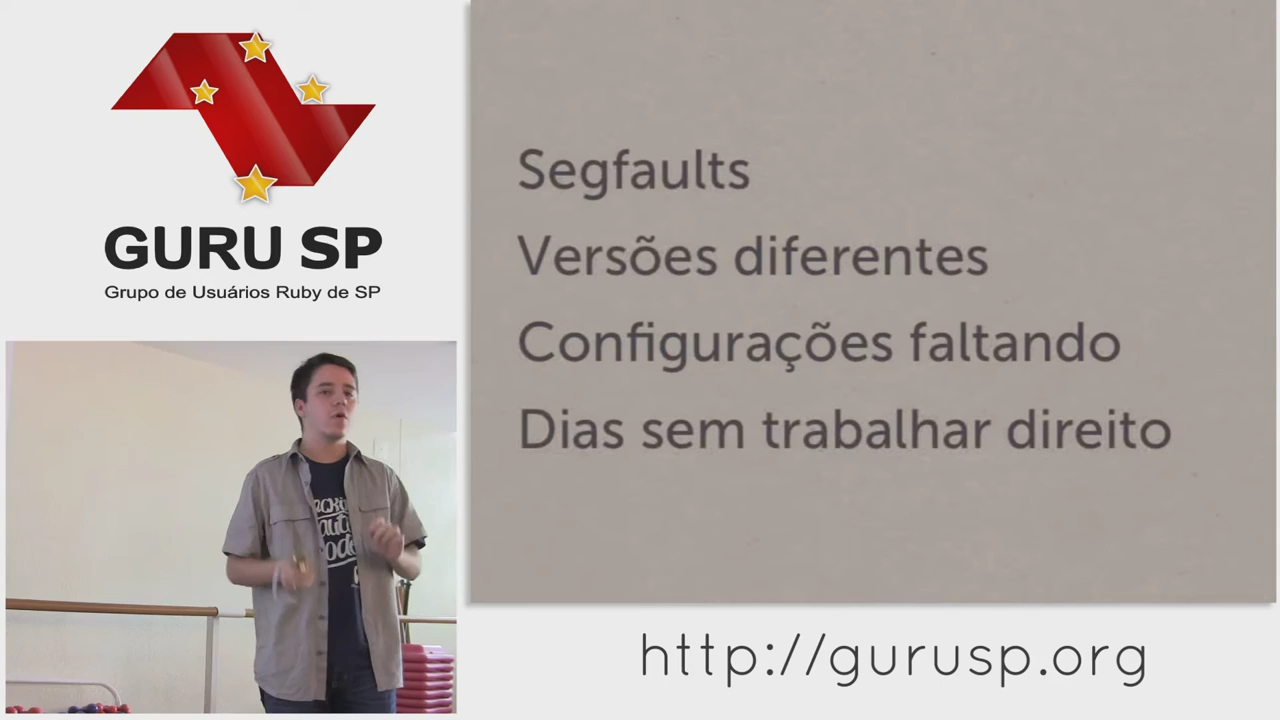 GURU SP
Grupo de Usuários Ruby de SP
Segfaults
Versões diferentes
Configurações faltando
Dias sem trabalhar direito
http://gurusp.org